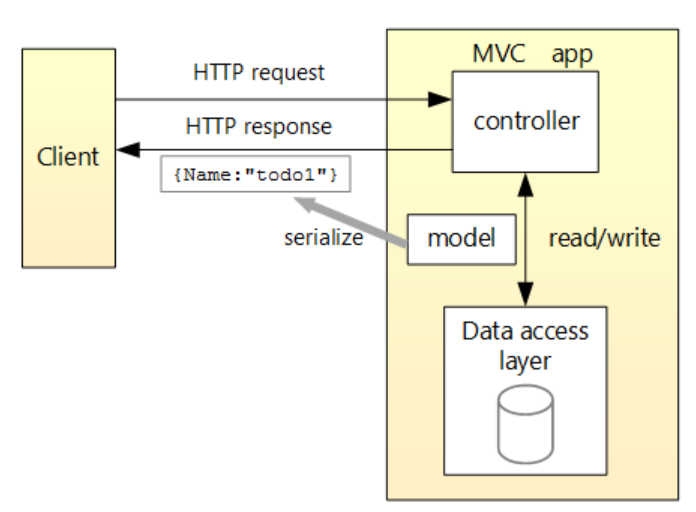 MVC app
HTTP request
controller
HTTP response
Client
{Name:"todo1"}
serialize
model
read/write
Data access
layer